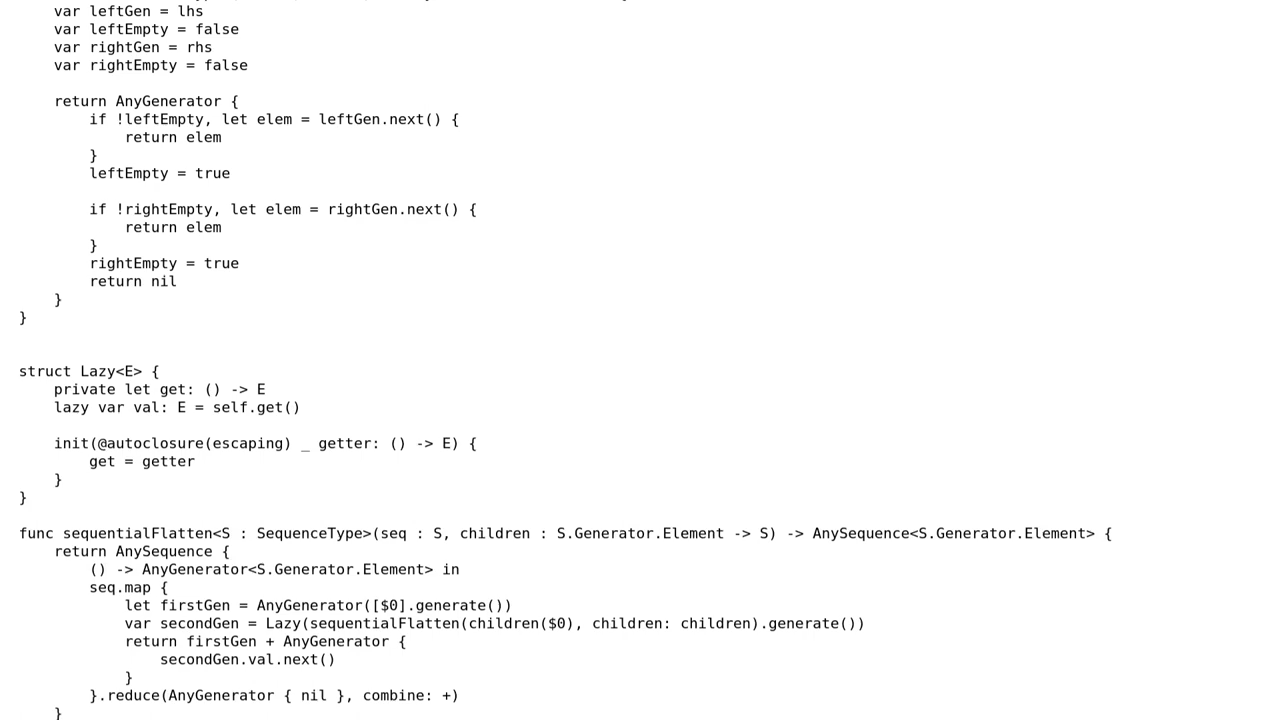 var leftGen = lhs
var leftEmpty = false
var rightGen = rhs
var rightEmpty = false
return AnyGenerator {
if !leftEmpty, let elem = leftGen.next() {
return elem
}
leftEmpty = true
if !rightEmpty, let elem = rightGen.next() {
return elem
}
rightEmpty = true
return nil
}
}
struct Lazy<E> {
private let get: () -> E
lazy var val: E = self.get()
init(@autoclosure(escaping) _ getter: () -> E) {
get = getter
}
}
func sequentialFlatten<S : SequenceType>(seq : S, children : S.Generator.Element -> S) -> AnySequence<S.Generator.Element> {
return AnySequence {
() -> AnyGenerator<S.Generator.Element> in
seq.map {
let firstGen = AnyGenerator([$0].generate())
var secondGen = Lazy(sequentialFlatten(children($0), children: children).generate())
return firstGen + AnyGenerator {
secondGen.val.next()
}
}.reduce(AnyGenerator { nil }, combine: +)
}